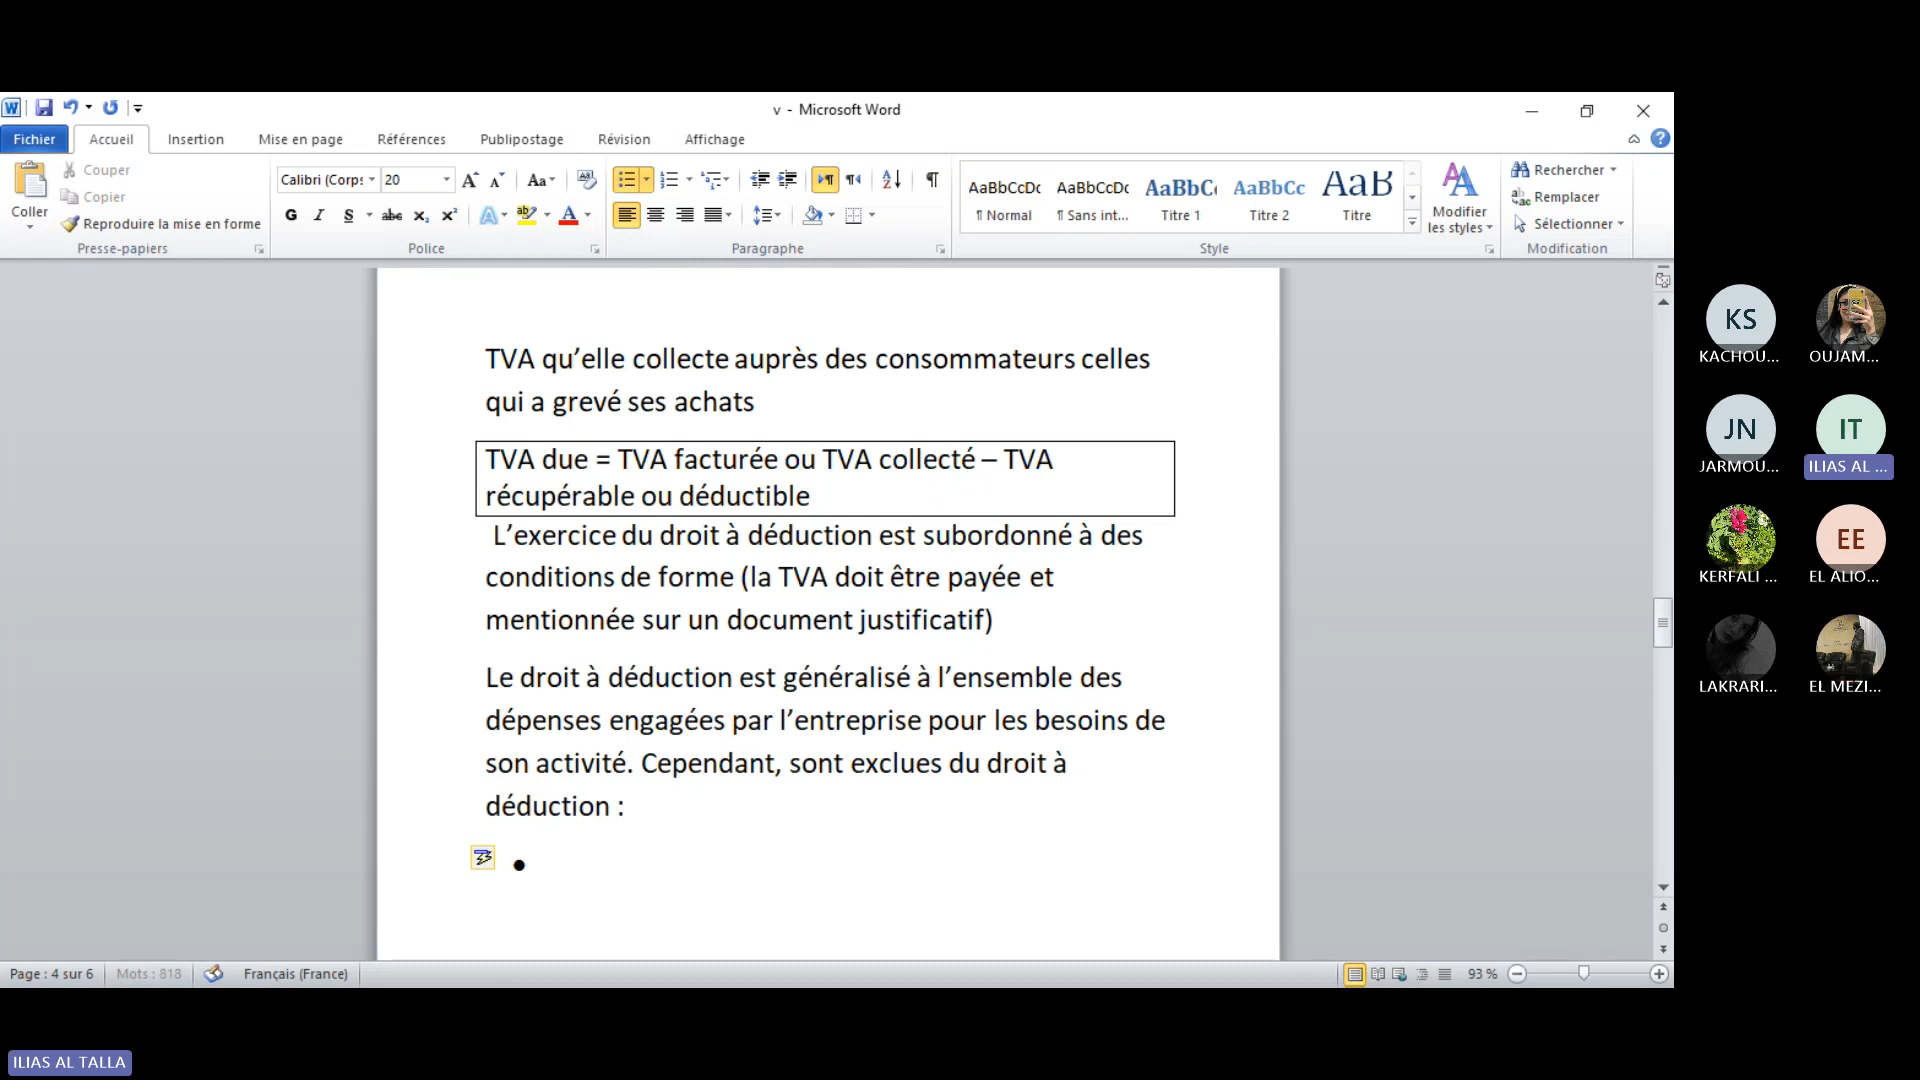 v - Microsoft Word
Fichier
Accueil
Insertion
Mise en page
Références
Publipostage
Révision
Affichage
Coller
Couper
Copier
Reproduire la mise en forme
Presse-papiers
Calibri (Corps
20
Aa
G I S abc x₂ x²
Police
Paragraphe
AaBbCcDc
¶ Normal
AaBbCcDc
¶ Sans int...
AaBbC
Titre 1
AaBbCc
Titre 2
AaB
Titre
Style
Modifier
les styles
Rechercher
Remplacer
Sélectionner
Modification
TVA qu’elle collecte auprès des consommateurs celles
qui a grevé ses achats
TVA due = TVA facturée ou TVA collecté – TVA
récupérable ou déductible
L’exercice du droit à déduction est subordonné à des
conditions de forme (la TVA doit être payée et
mentionnée sur un document justificatif)
Le droit à déduction est généralisé à l’ensemble des
dépenses engagées par l’entreprise pour les besoins de
son activité. Cependant, sont exclues du droit à
déduction :
•
Page : 4 sur 6
Mots : 818
Français (France)
93 %
KS
KACHOU...
OUJAM...
JN
JARMOU...
IT
ILIAS AL ...
KERFALI ...
EE
EL ALIO...
LAKRARI...
EL MEZI...
ILIAS AL TALLA